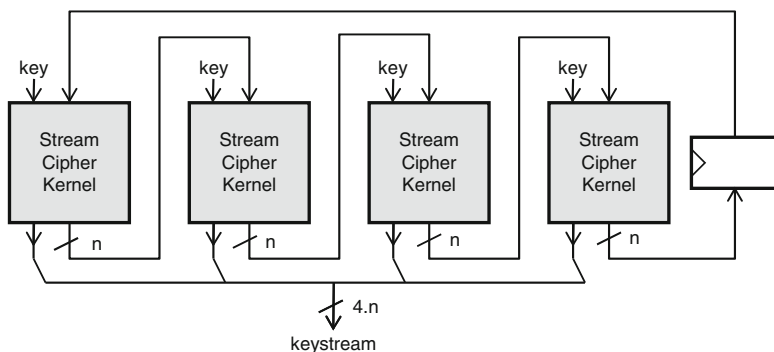 key
key
key
key
Stream
Cipher
Kernel
Stream
Cipher
Kernel
Stream
Cipher
Kernel
Stream
Cipher
Kernel
n
n
n
n
4.n
keystream